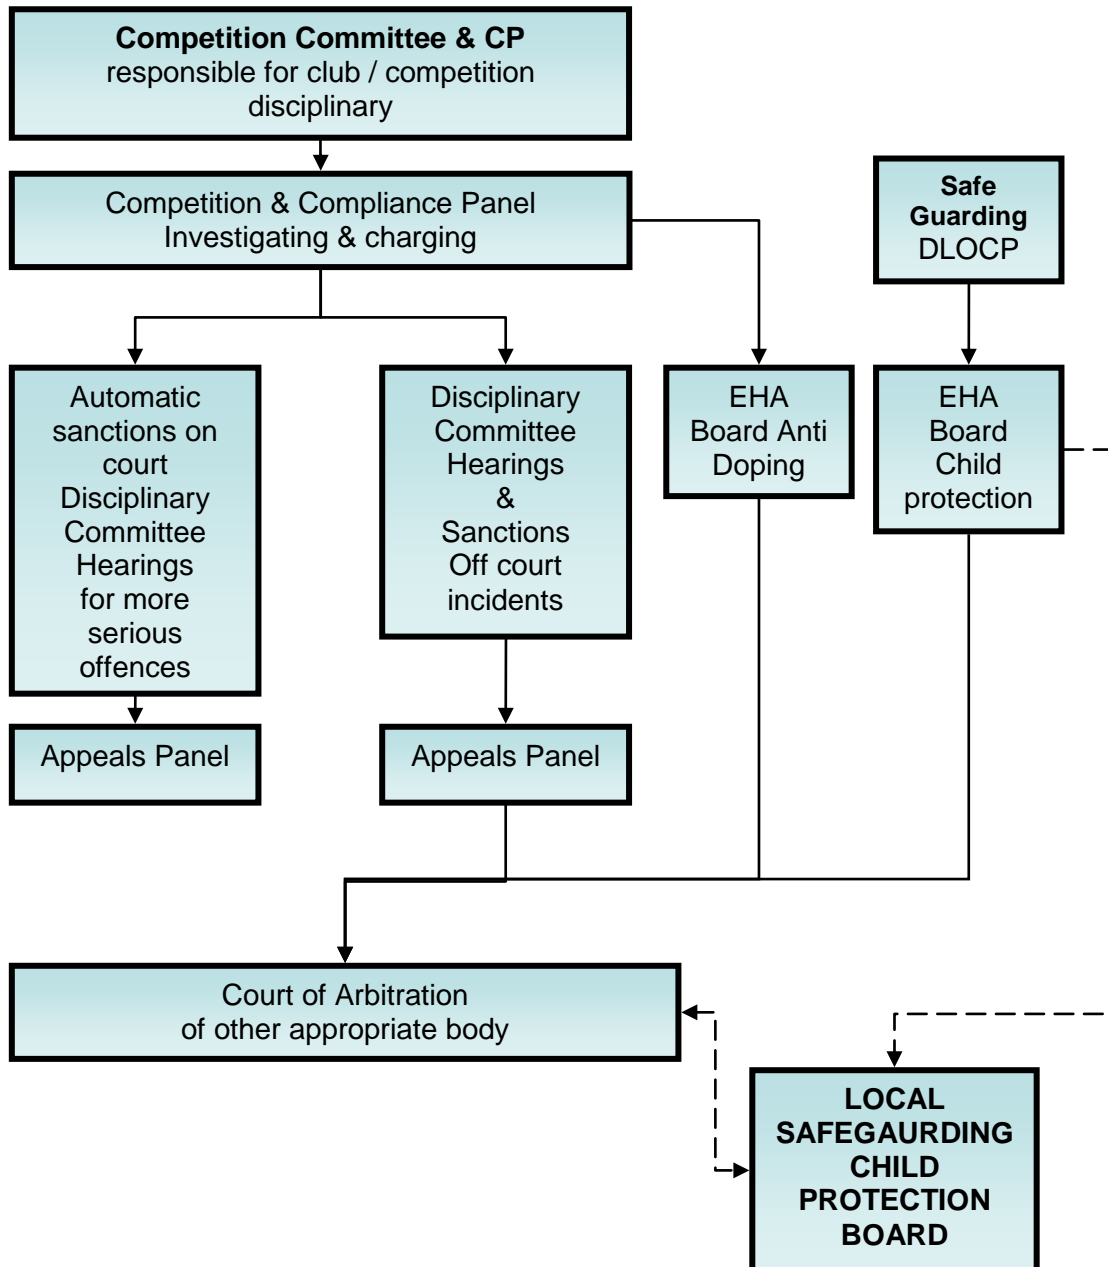 Competition Committee & CP
responsible for club / competition
disciplinary
Competition & Compliance Panel
Investigating & charging
Safe
Guarding
DLOCP
Automatic
sanctions on
court
Disciplinary
Committee
Hearings
for more
serious
offences
Disciplinary
Committee
Hearings
&
Sanctions
Off court
incidents
EHA
Board Anti
Doping
EHA
Board
Child
protection
Appeals Panel
Appeals Panel
Court of Arbitration
of other appropriate body
LOCAL
SAFEGAURDING
CHILD
PROTECTION
BOARD